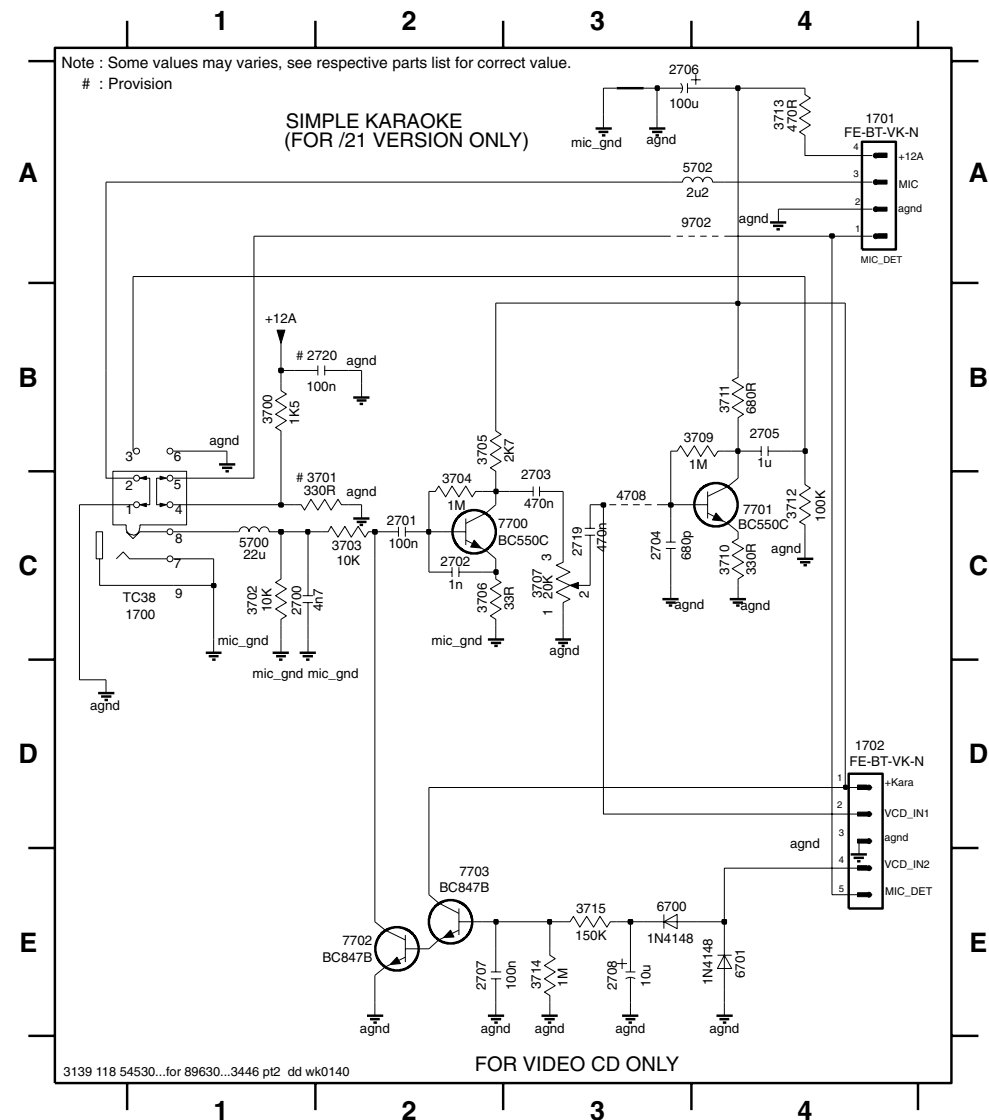 1 2 3 4
Note : Some values may varies, see respective parts list for correct value.
# : Provision
SIMPLE KARAOKE
(FOR /21 VERSION ONLY)
A
A
2706
+
100u
mic_gnd
agnd
3713
470R
1701
FE-BT-VK-N
4
+12A
3
MIC
2
agnd
1
MIC_DET
5702
2u2
agnd
9702
B
B
+12A
# 2720
agnd
100n
3700
1K5
3711
680R
agnd
3 6
2 5
1 4
8
7
9
TC38
1700
# 3701
330R
agnd
3705
2K7
3704
1M
2703
470n
3709
1M
2705
1u
C
C
5700
22u
3703
10K
2701
100n
7700
BC550C
2702
1n
2719
470n
4708
2704
680p
7701
BC550C
3712
100K
agnd
3710
330R
3702
10K
2700
4n7
3706
33R
3707
20K
3
2
1
mic_gnd
mic_gnd
mic_gnd
mic_gnd
agnd
agnd
agnd
agnd
D
D
1702
FE-BT-VK-N
1
+Kara
2
VCD_IN1
agnd
3
agnd
4
VCD_IN2
5
MIC_DET
E
E
7703
BC847B
7702
BC847B
3715
150K
6700
1N4148
2707
100n
3714
1M
2708
+
10u
1N4148
6701
agnd
agnd
agnd
agnd
agnd
FOR VIDEO CD ONLY
3139 118 54530...for 89630...3446 pt2 dd wk0140
1 2 3 4